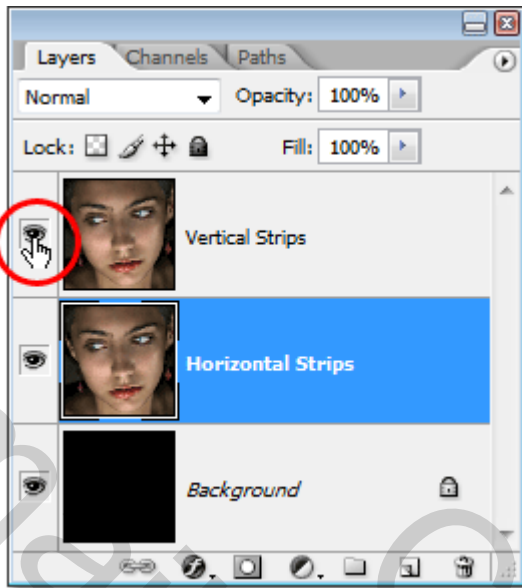 Layers Channels Paths
Normal Opacity: 100%
Lock: Fill: 100%
Vertical Strips
Horizontal Strips
Background